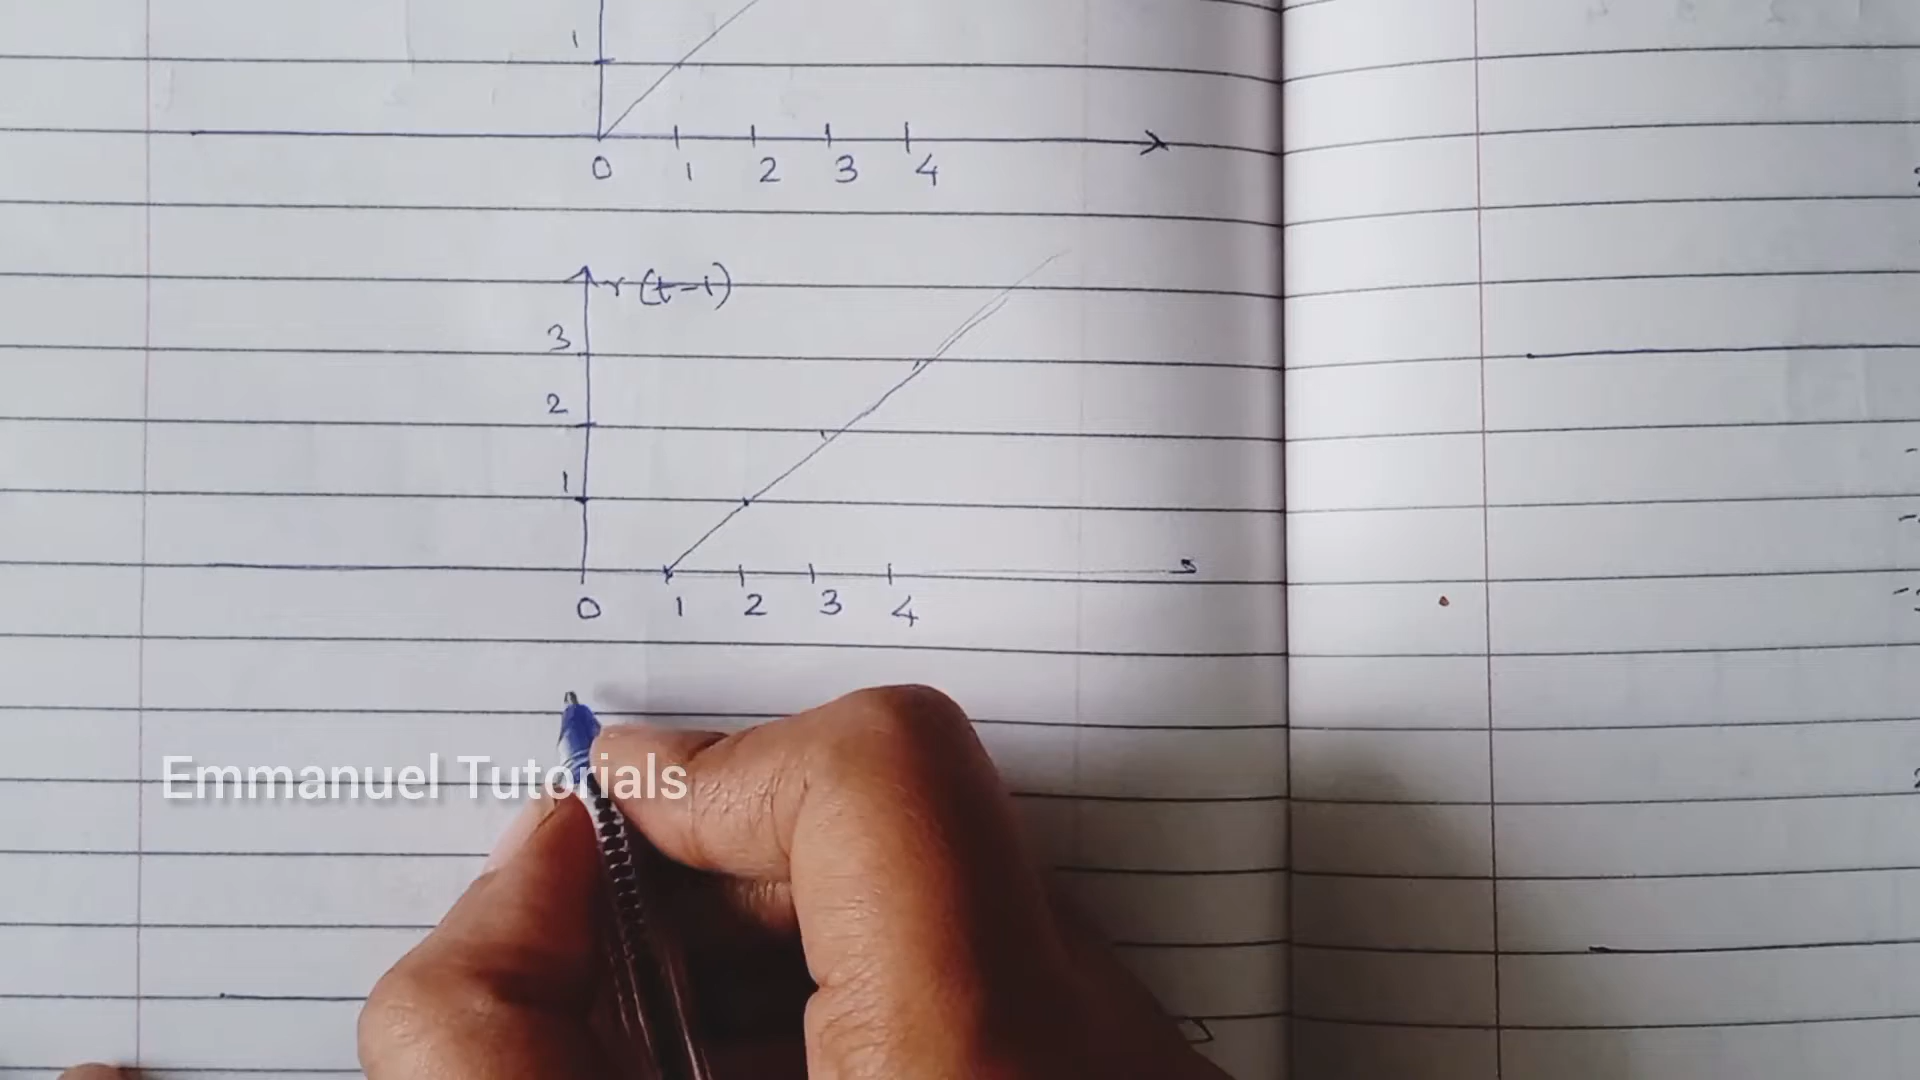 1
0 1 2 3 4
r(t-1)
3
2
1
0 1 2 3 4
Emmanuel Tutorials